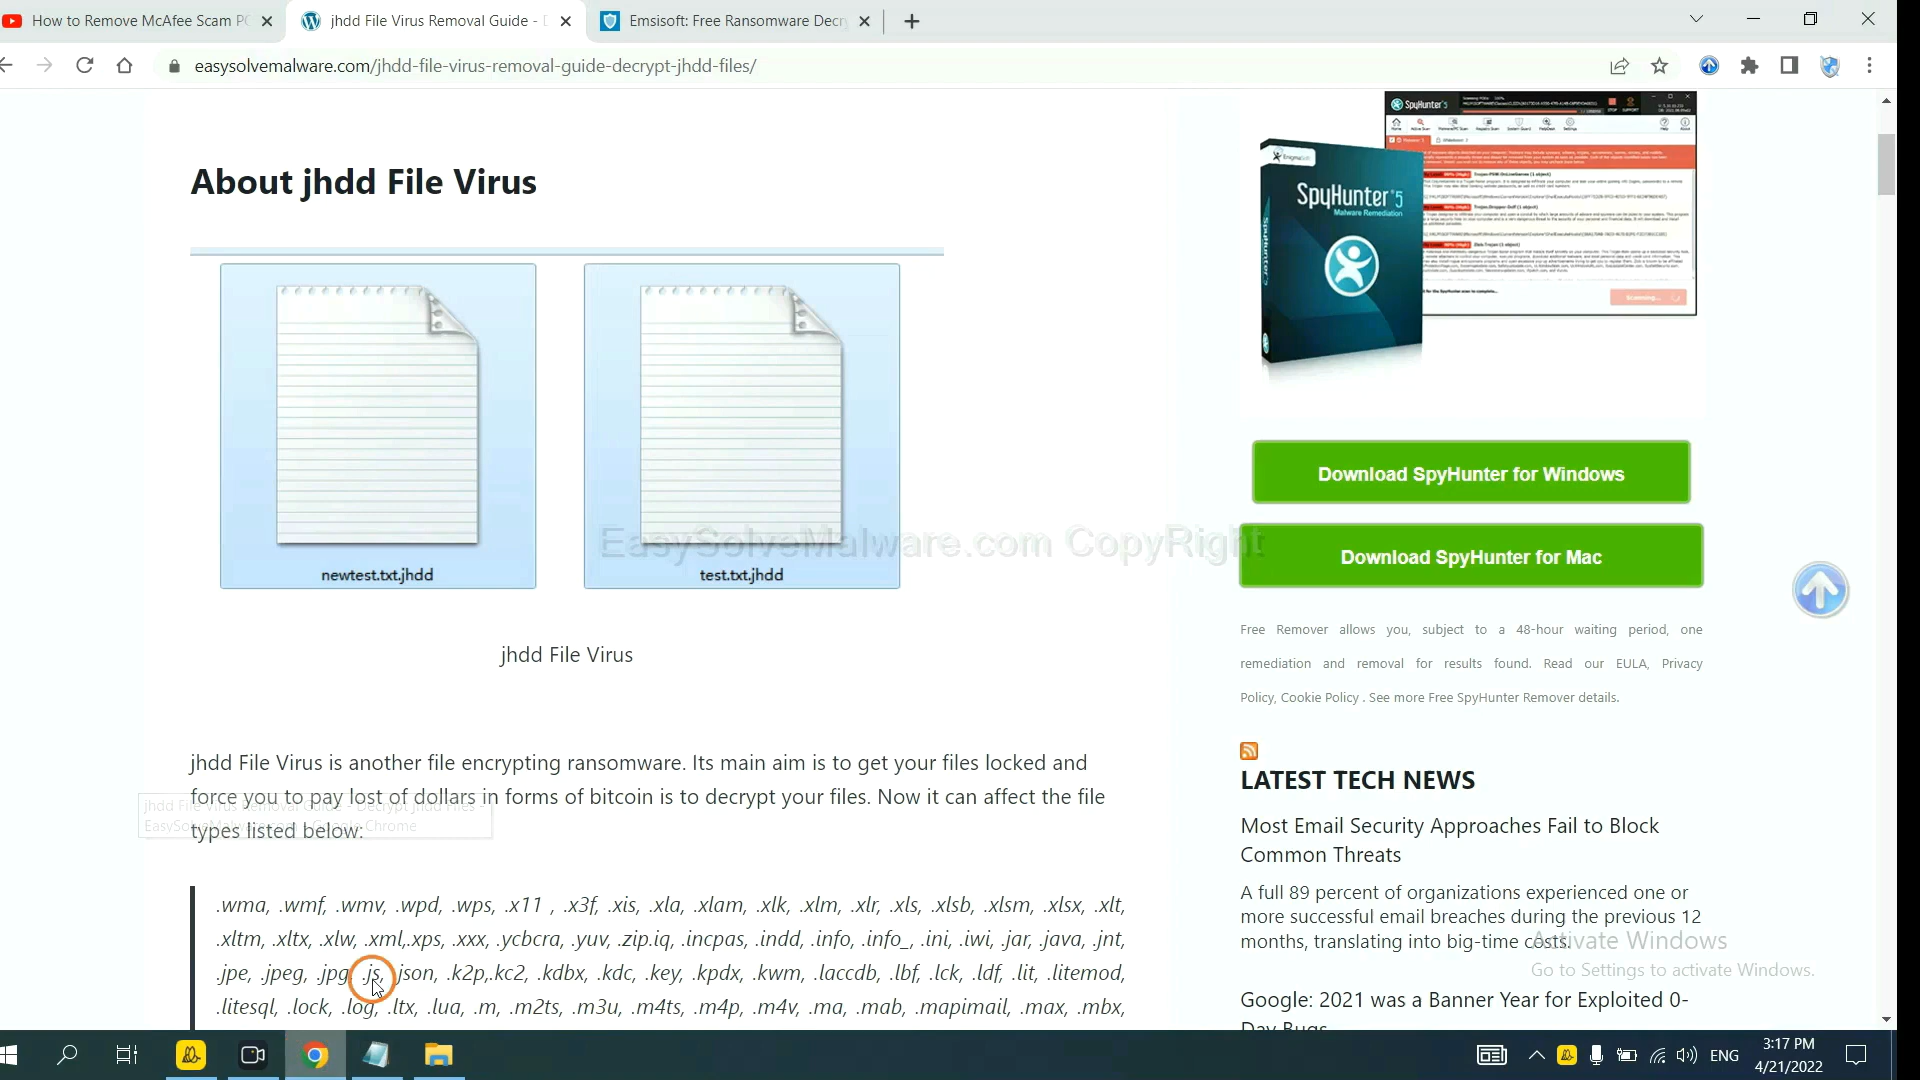 How to Remove McAfee Scam P
jhdd File Virus Removal Guide -
Emsisoft: Free Ransomware Decr
easysolvemalware.com/jhdd-file-virus-removal-guide-decrypt-jhdd-files/
About jhdd File Virus
newtest.txt.jhdd
test.txt.jhdd
EasySolveMalware.com CopyRight
jhdd File Virus
jhdd File Virus is another file encrypting ransomware. Its main aim is to get your files locked and
force you to pay lost of dollars in forms of bitcoin is to decrypt your files. Now it can affect the file
types listed below:
jhdd File Virus Removal Guide - Decrypt jhdd Files -
EasySolveMalware.com - Google Chrome
.wma, .wmf, .wmv, .wpd, .wps, .x11 , .x3f, .xis, .xla, .xlam, .xlk, .xlm, .xlr, .xls, .xlsb, .xlsm, .xlsx, .xlt,
.xltm, .xltx, .xlw, .xml,.xps, .xxx, .ycbcra, .yuv, .zip.iq, .incpas, .indd, .info, .info_, .ini, .iwi, .jar, .java, .jnt,
.jpe, .jpeg, .jpg, .js, .json, .k2p,.kc2, .kdbx, .kdc, .key, .kpdx, .kwm, .laccdb, .lbf, .lck, .ldf, .lit, .litemod,
.litesql, .lock, .log, .ltx, .lua, .m, .m2ts, .m3u, .m4ts, .m4p, .m4v, .ma, .mab, .mapimail, .max, .mbx,
SpyHunter 5
EnigmaSoft
SpyHunter 5
Malware Remediation
Download SpyHunter for Windows
Download SpyHunter for Mac
Free Remover allows you, subject to a 48-hour waiting period, one
remediation and removal for results found. Read our EULA, Privacy
Policy, Cookie Policy . See more Free SpyHunter Remover details.
LATEST TECH NEWS
Most Email Security Approaches Fail to Block
Common Threats
A full 89 percent of organizations experienced one or
more successful email breaches during the previous 12
months, translating into big-time costs.
Google: 2021 was a Banner Year for Exploited 0-
Day Bugs
Activate Windows
Go to Settings to activate Windows.
ENG
3:17 PM
4/21/2022